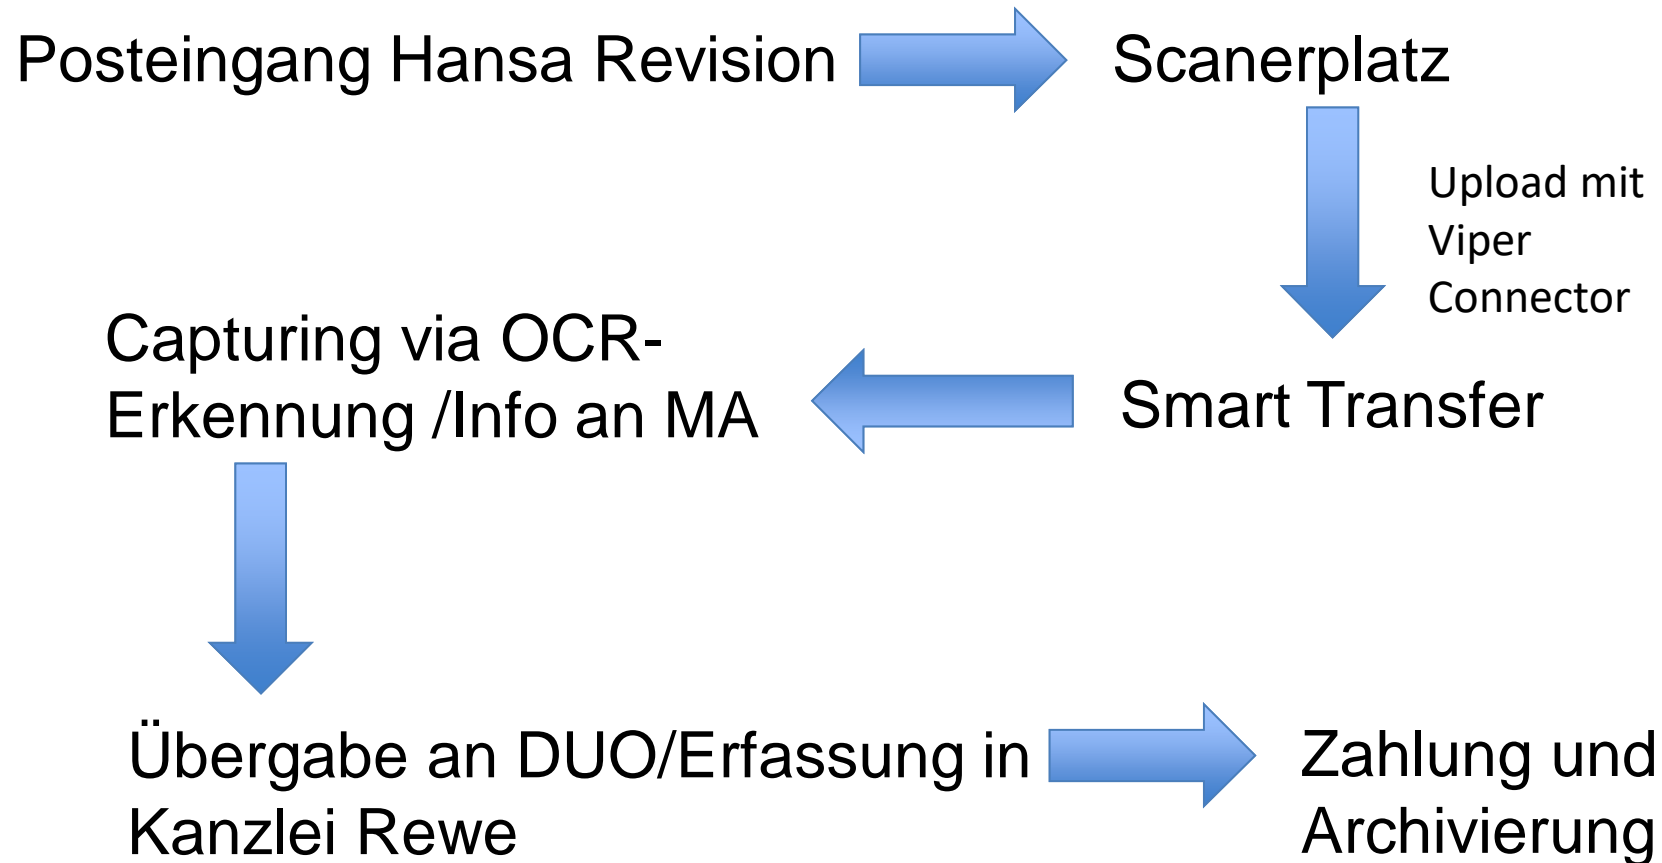 Posteingang Hansa Revision
Scanerplatz
Upload mit
Viper
Connector
Smart Transfer
Capturing via OCR-
Erkennung /Info an MA
Übergabe an DUO/Erfassung in
Kanzlei Rewe
Zahlung und
Archivierung